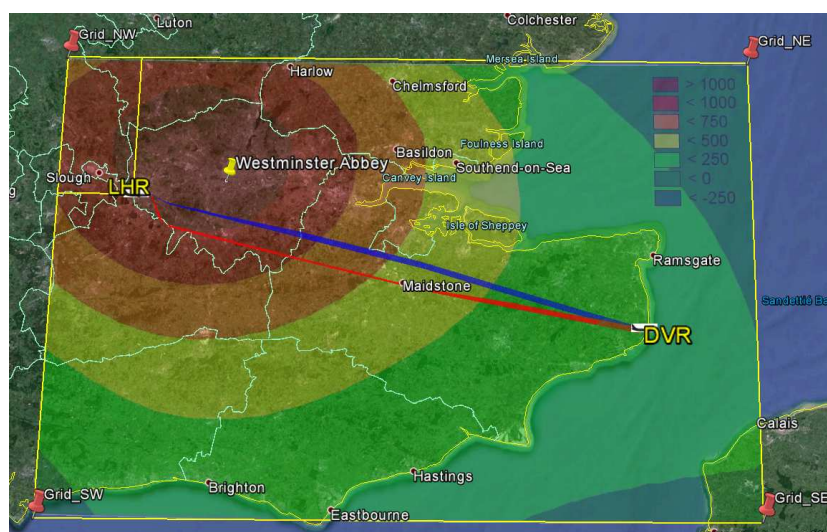 Luton
Colchester
Grid_NW
Grid_NE
Mersea Island
Harlow
Chelmsford
> 1000
< 1000
< 750
< 500
< 250
< 0
< -250
Foulness Island
Basildon
Westminster Abbey
Southend-on-Sea
Slough
Canvey Island
LHR
Isle of Sheppey
Ramsgate
Maidstone
Sandettié Ba
DVR
Calais
Hastings
Brighton
Grid_SW
Grid_SE
Eastbourne